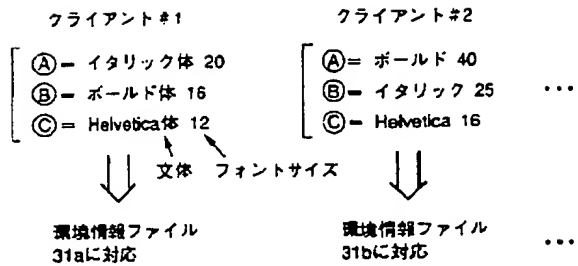 クライアント#1
Ⓐ= イタリック体 20
Ⓑ= ボールド体 16
Ⓒ= Helvetica体 12
文体 フォントサイズ
環境情報ファイル
31aに対応
クライアント#2
Ⓐ= ボールド 40
Ⓑ= イタリック 25
Ⓒ= Helvetica 16
環境情報ファイル
31bに対応
...
...